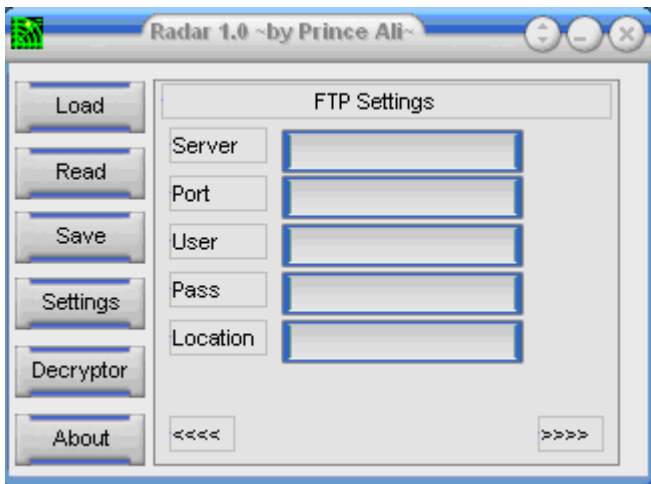 Radar 1.0 ~by Prince Ali~
Load
Read
Save
Settings
Decryptor
About
FTP Settings
Server
Port
User
Pass
Location
<<<<
>>>>